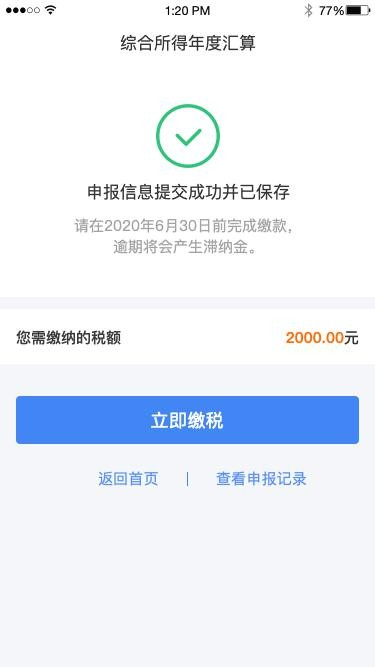 1:20 PM
77%
综合所得年度汇算
申报信息提交成功并已保存
请在2020年6月30日前完成缴款，
逾期将会产生滞纳金。
您需缴纳的税额 2000.00元
立即缴税
返回首页 | 查看申报记录